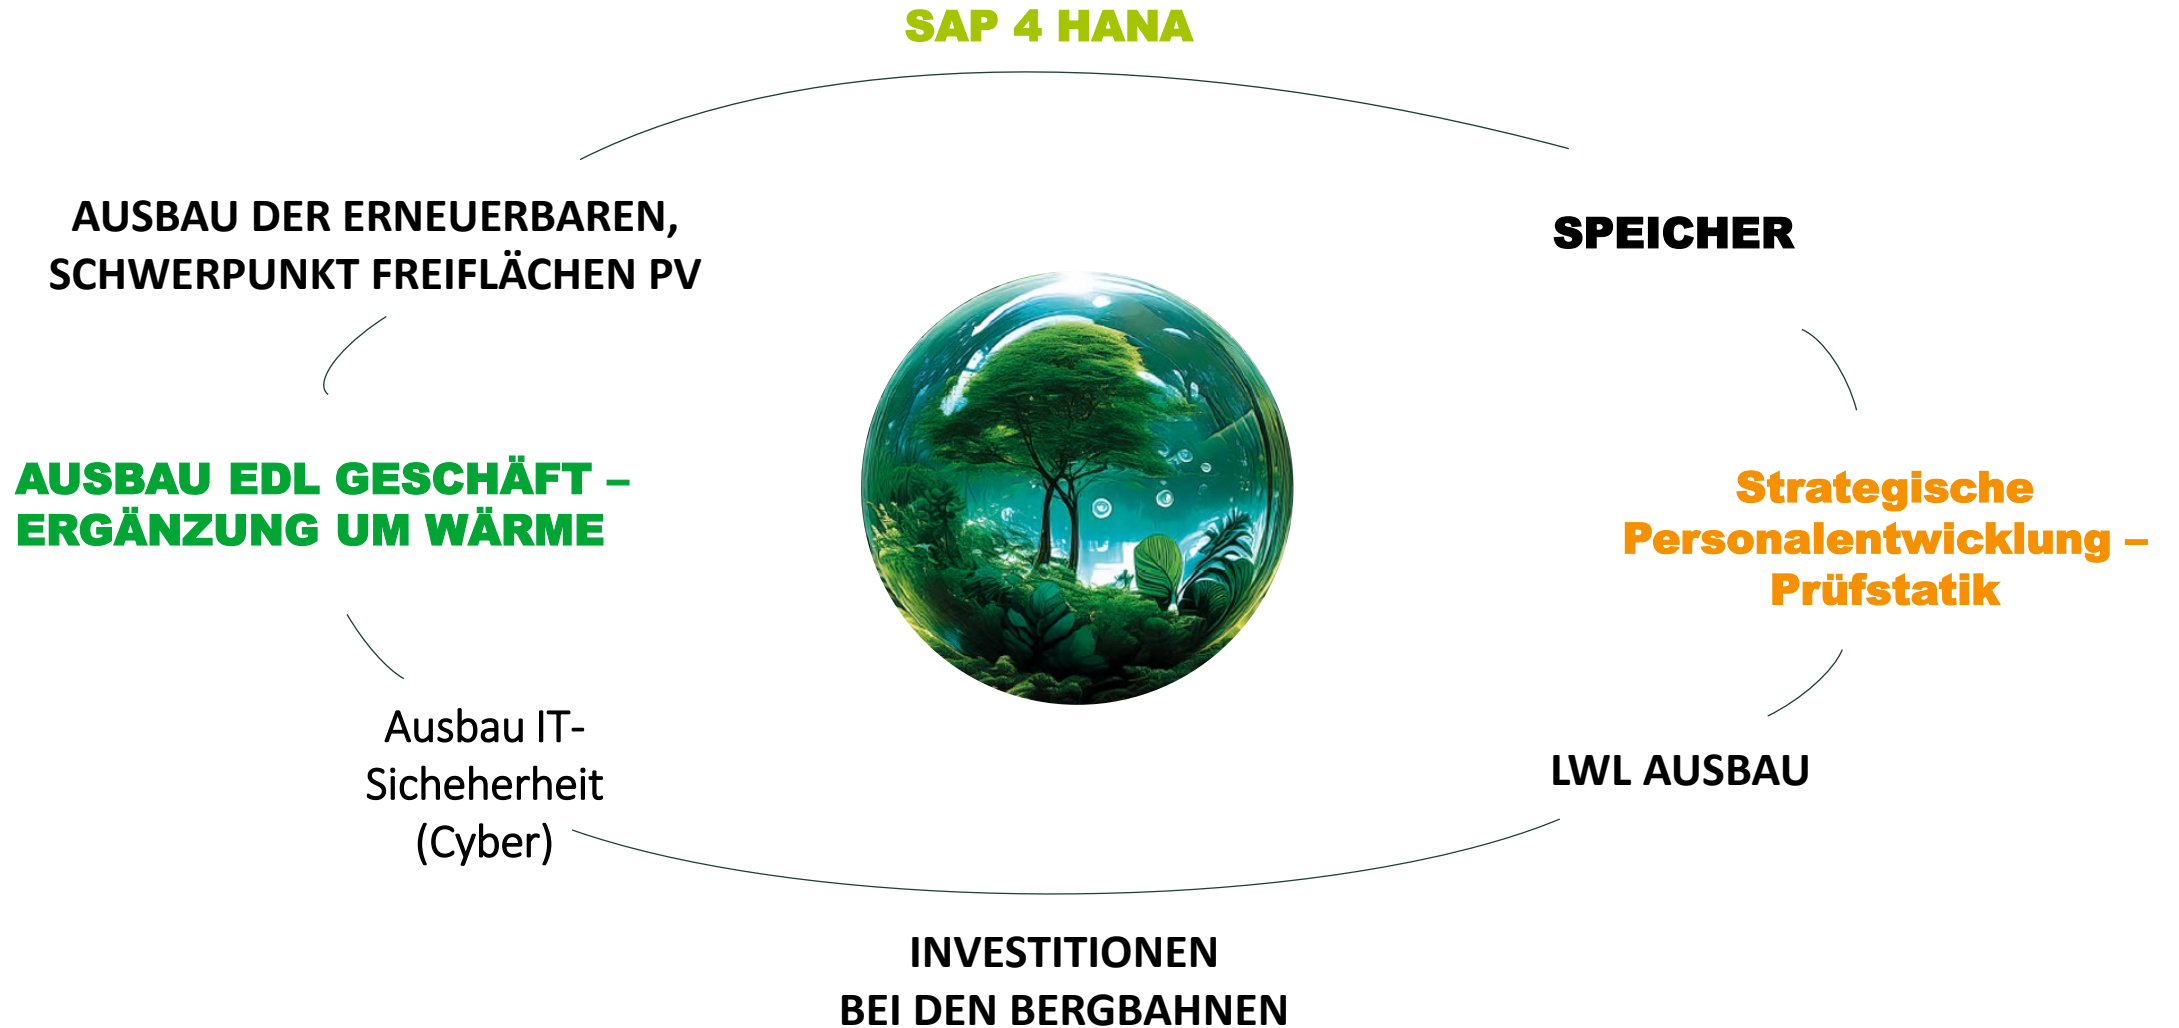 SAP 4 HANA
AUSBAU DER ERNEUERBAREN,
SCHWERPUNKT FREIFLÄCHEN PV
SPEICHER
AUSBAU EDL GESCHÄFT –
ERGÄNZUNG UM WÄRME
Strategische
Personalentwicklung –
Prüfstatik
Ausbau IT-
Sicheherheit
(Cyber)
LWL AUSBAU
INVESTITIONEN
BEI DEN BERGBAHNEN